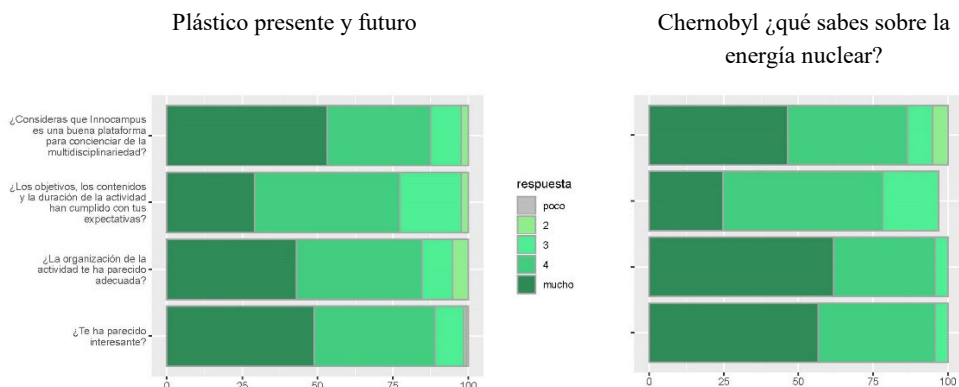 Plástico presente y futuro
Chernobyl ¿qué sabes sobre la
energía nuclear?
¿Consideras que Innocampus
es una buena plataforma
para concienciar de la
multidisciplinariedad?
¿Los objetivos, los contenidos
y la duración de la actividad
han cumplido con tus
expectativas?
¿La organización de la
actividad te ha parecido
adecuada?
¿Te ha parecido
interesante?
0 25 50 75 100
respuesta
poco
2
3
4
mucho
0 25 50 75 100